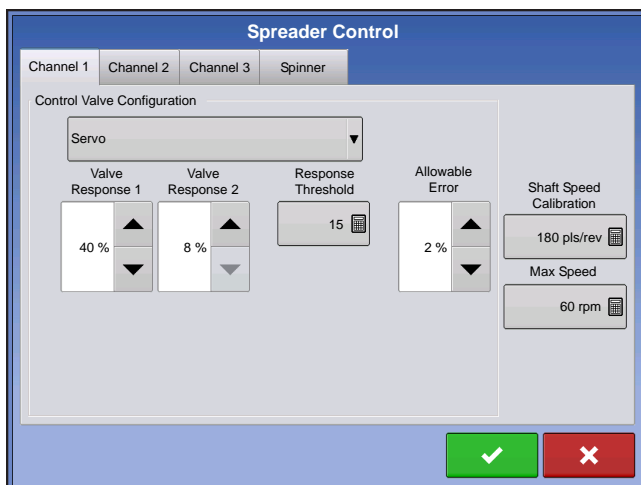 Spreader Control
Channel 1 Channel 2 Channel 3 Spinner
Control Valve Configuration
Servo
Valve Response 1
Valve Response 2
Response Threshold
Allowable Error
40 %
8 %
15
2 %
Shaft Speed Calibration
180 pls/rev
Max Speed
60 rpm